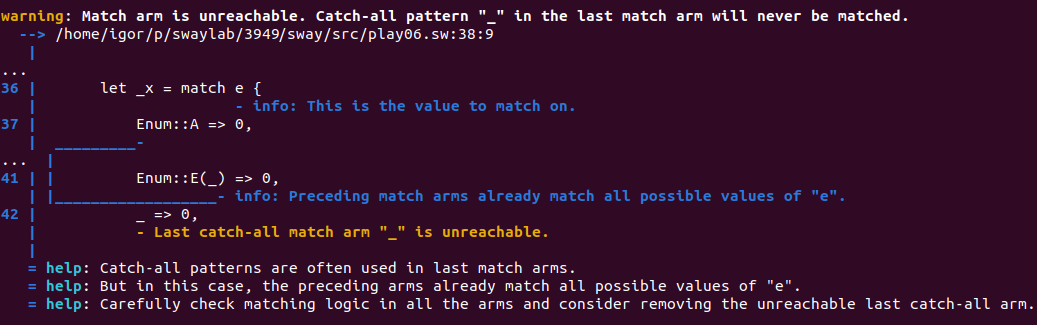 warning: Match arm is unreachable. Catch-all pattern "_" in the last match arm will never be matched.
--> /home/igor/p/swaylab/3949/sway/src/play06.sw:38:9
|
...
36 |       let _x = match e {
|                      - info: This is the value to match on.
37 |           Enum::A => 0,
|  _________-
... |
41 | |         Enum::E(_) => 0,
| |__________________- info: Preceding match arms already match all possible values of "e".
42 |           _ => 0,
|           - Last catch-all match arm "_" is unreachable.
|
= help: Catch-all patterns are often used in last match arms.
= help: But in this case, the preceding arms already match all possible values of "e".
= help: Carefully check matching logic in all the arms and consider removing the unreachable last catch-all arm.